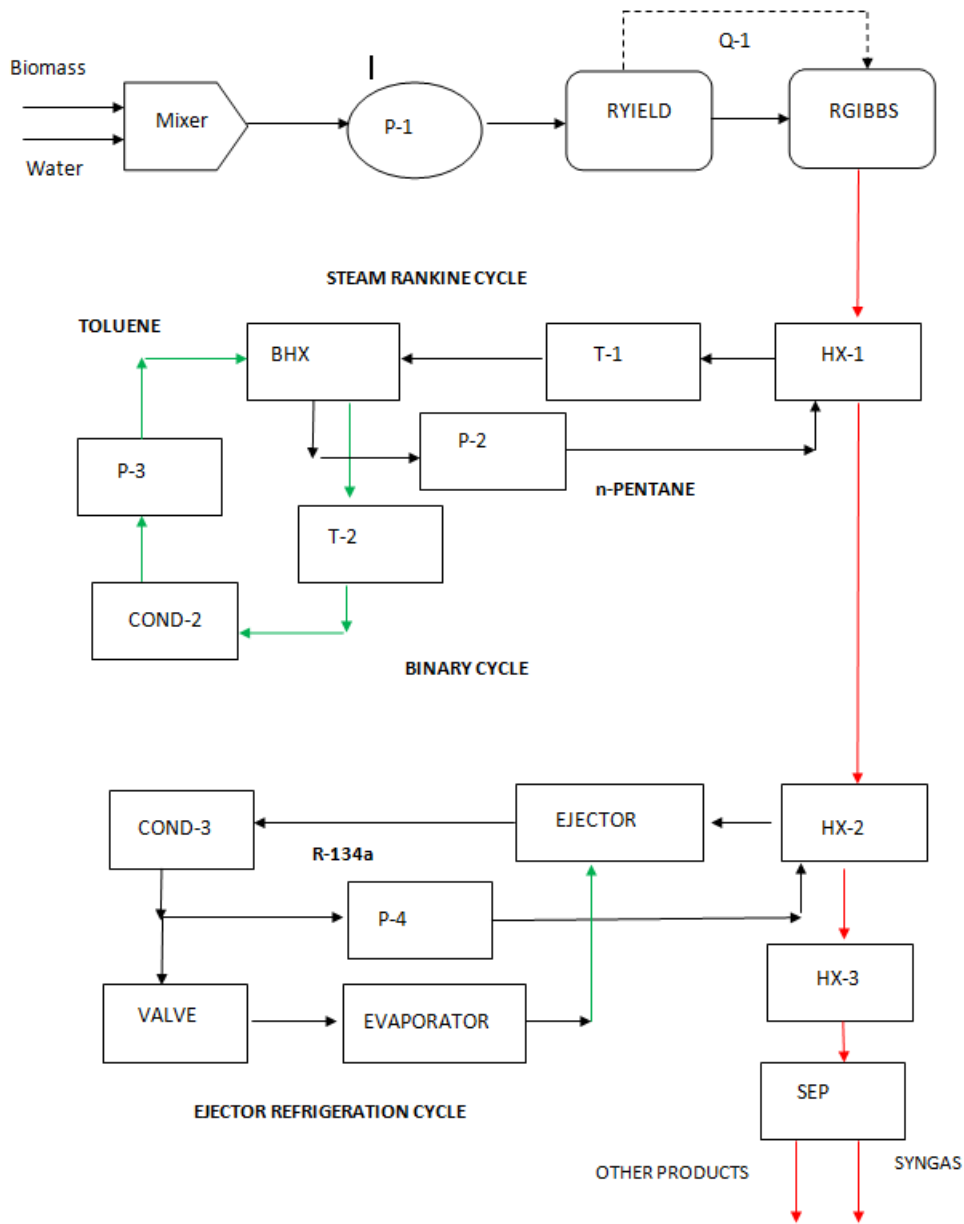 Q-1
Biomass
Mixer
P-1
RYIELD
RGIBBS
Water
STEAM RANKINE CYCLE
TOLUENE
BHX
T-1
HX-1
P-2
P-3
n-PENTANE
T-2
COND-2
BINARY CYCLE
COND-3
EJECTOR
HX-2
R-134a
P-4
HX-3
VALVE
EVAPORATOR
SEP
EJECTOR REFRIGERATION CYCLE
OTHER PRODUCTS
SYNGAS